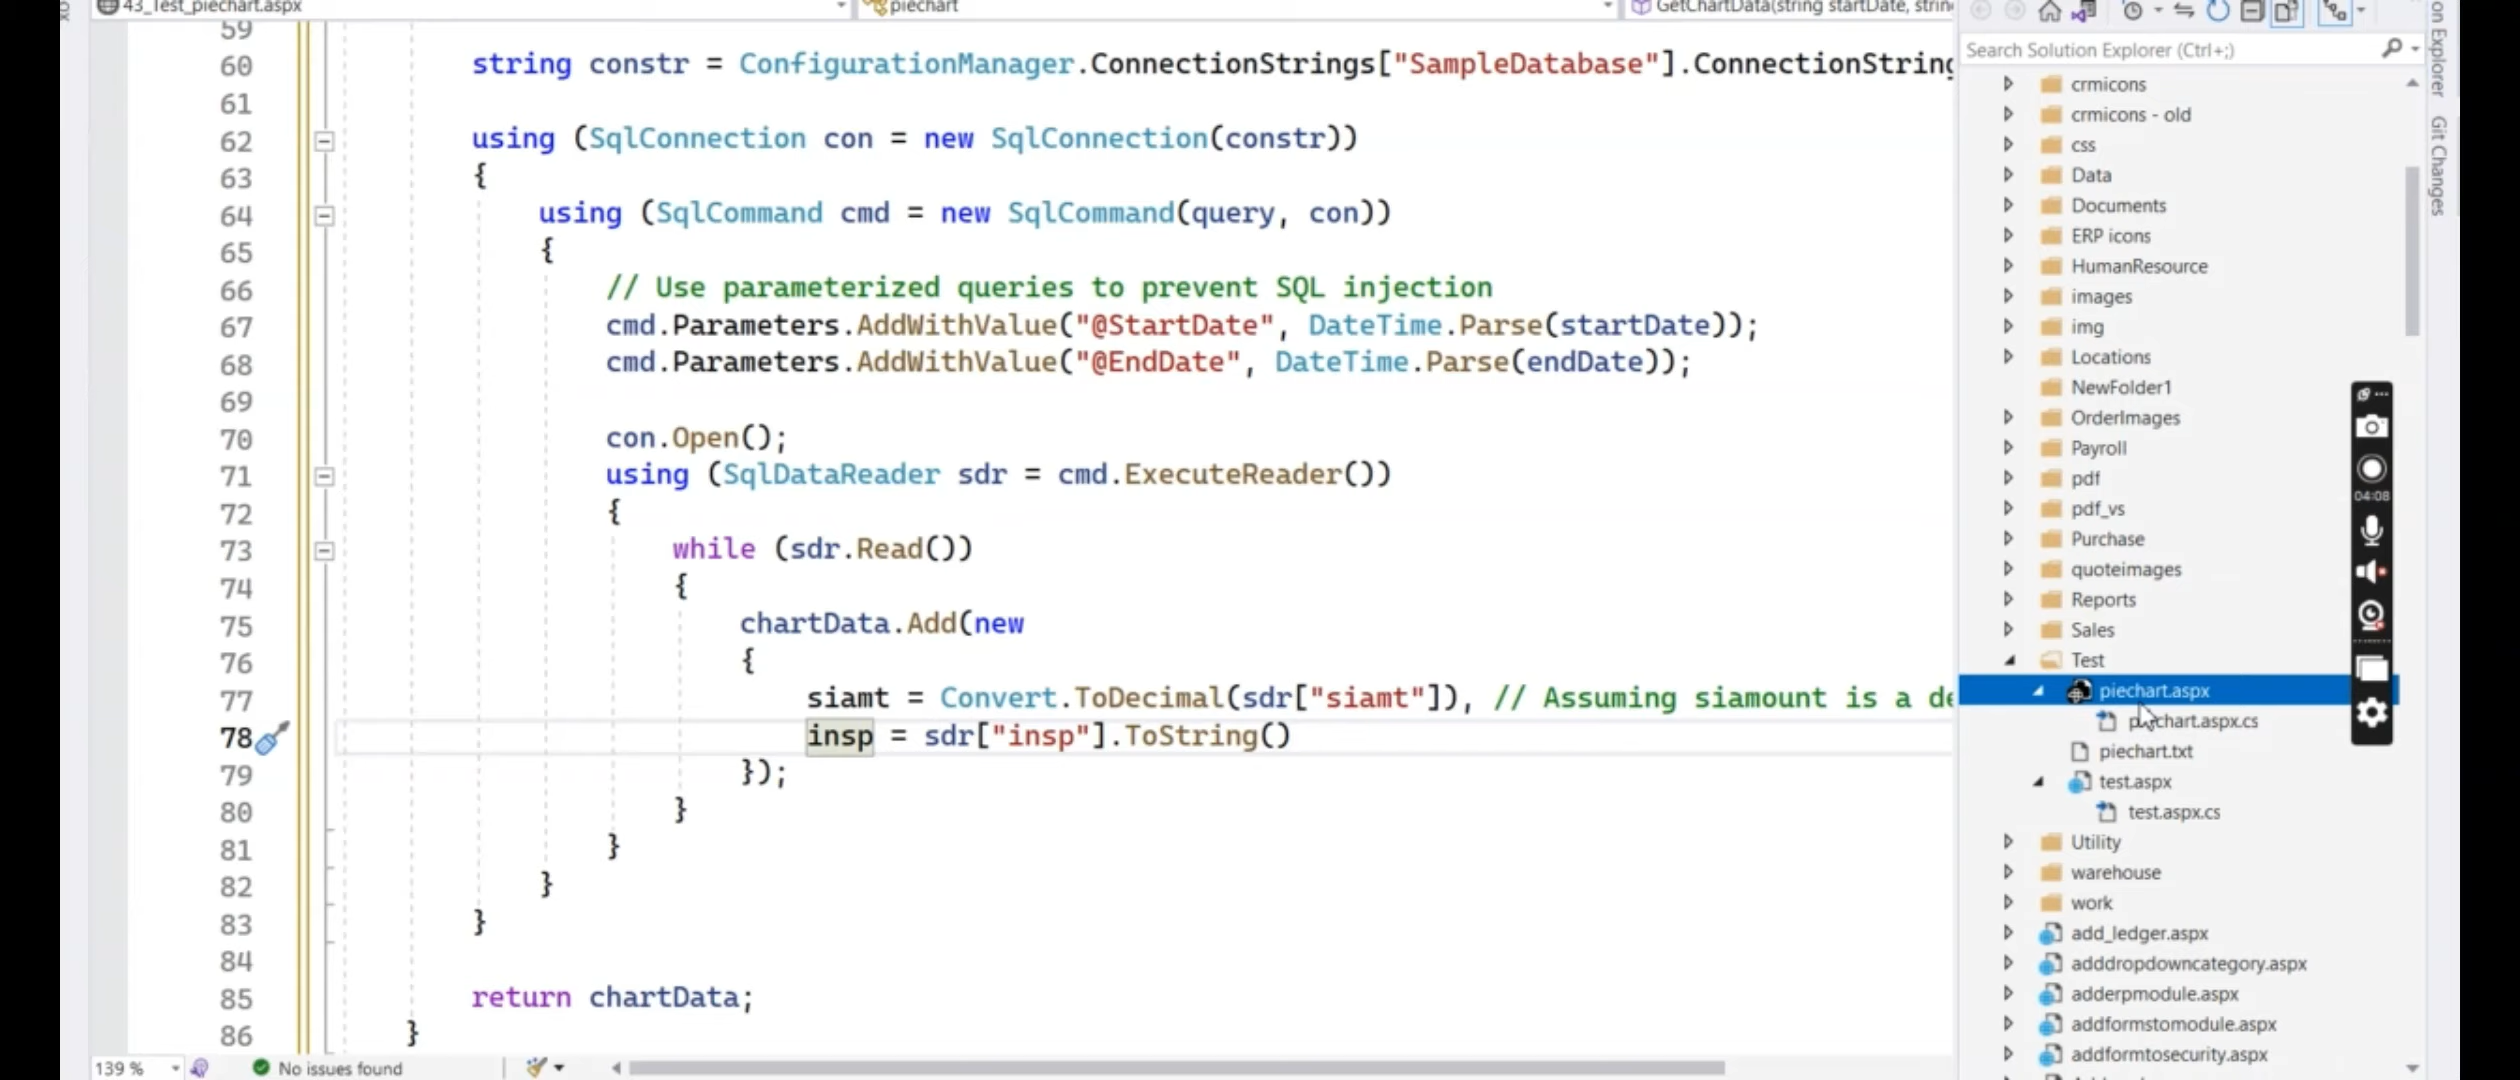 43_Test_piechart.aspx
piechart
GetChartData(string startDate, strin
59
60 string constr = ConfigurationManager.ConnectionStrings["SampleDatabase"].ConnectionString
61
62 using (SqlConnection con = new SqlConnection(constr))
63 {
64 using (SqlCommand cmd = new SqlCommand(query, con))
65 {
66 // Use parameterized queries to prevent SQL injection
67 cmd.Parameters.AddWithValue("@StartDate", DateTime.Parse(startDate));
68 cmd.Parameters.AddWithValue("@EndDate", DateTime.Parse(endDate));
69
70 con.Open();
71 using (SqlDataReader sdr = cmd.ExecuteReader())
72 {
73 while (sdr.Read())
74 {
75 chartData.Add(new
76 {
77 siamt = Convert.ToDecimal(sdr["siamt"]), // Assuming siamount is a de
78 insp = sdr["insp"].ToString()
79 });
80 }
81 }
82 }
83 }
84
85 return chartData;
86 }
139 %
No issues found
Search Solution Explorer (Ctrl+;)
crmicons
crmicons - old
css
Data
Documents
ERP icons
HumanResource
images
img
Locations
NewFolder1
OrderImages
Payroll
pdf
pdf_vs
Purchase
quoteimages
Reports
Sales
Test
piechart.aspx
piechart.aspx.cs
piechart.txt
test.aspx
test.aspx.cs
Utility
warehouse
work
add_ledger.aspx
adddropdowncategory.aspx
adderpmodule.aspx
addformstomodule.aspx
addformtosecurity.aspx
04:08
on Explorer
Git Changes